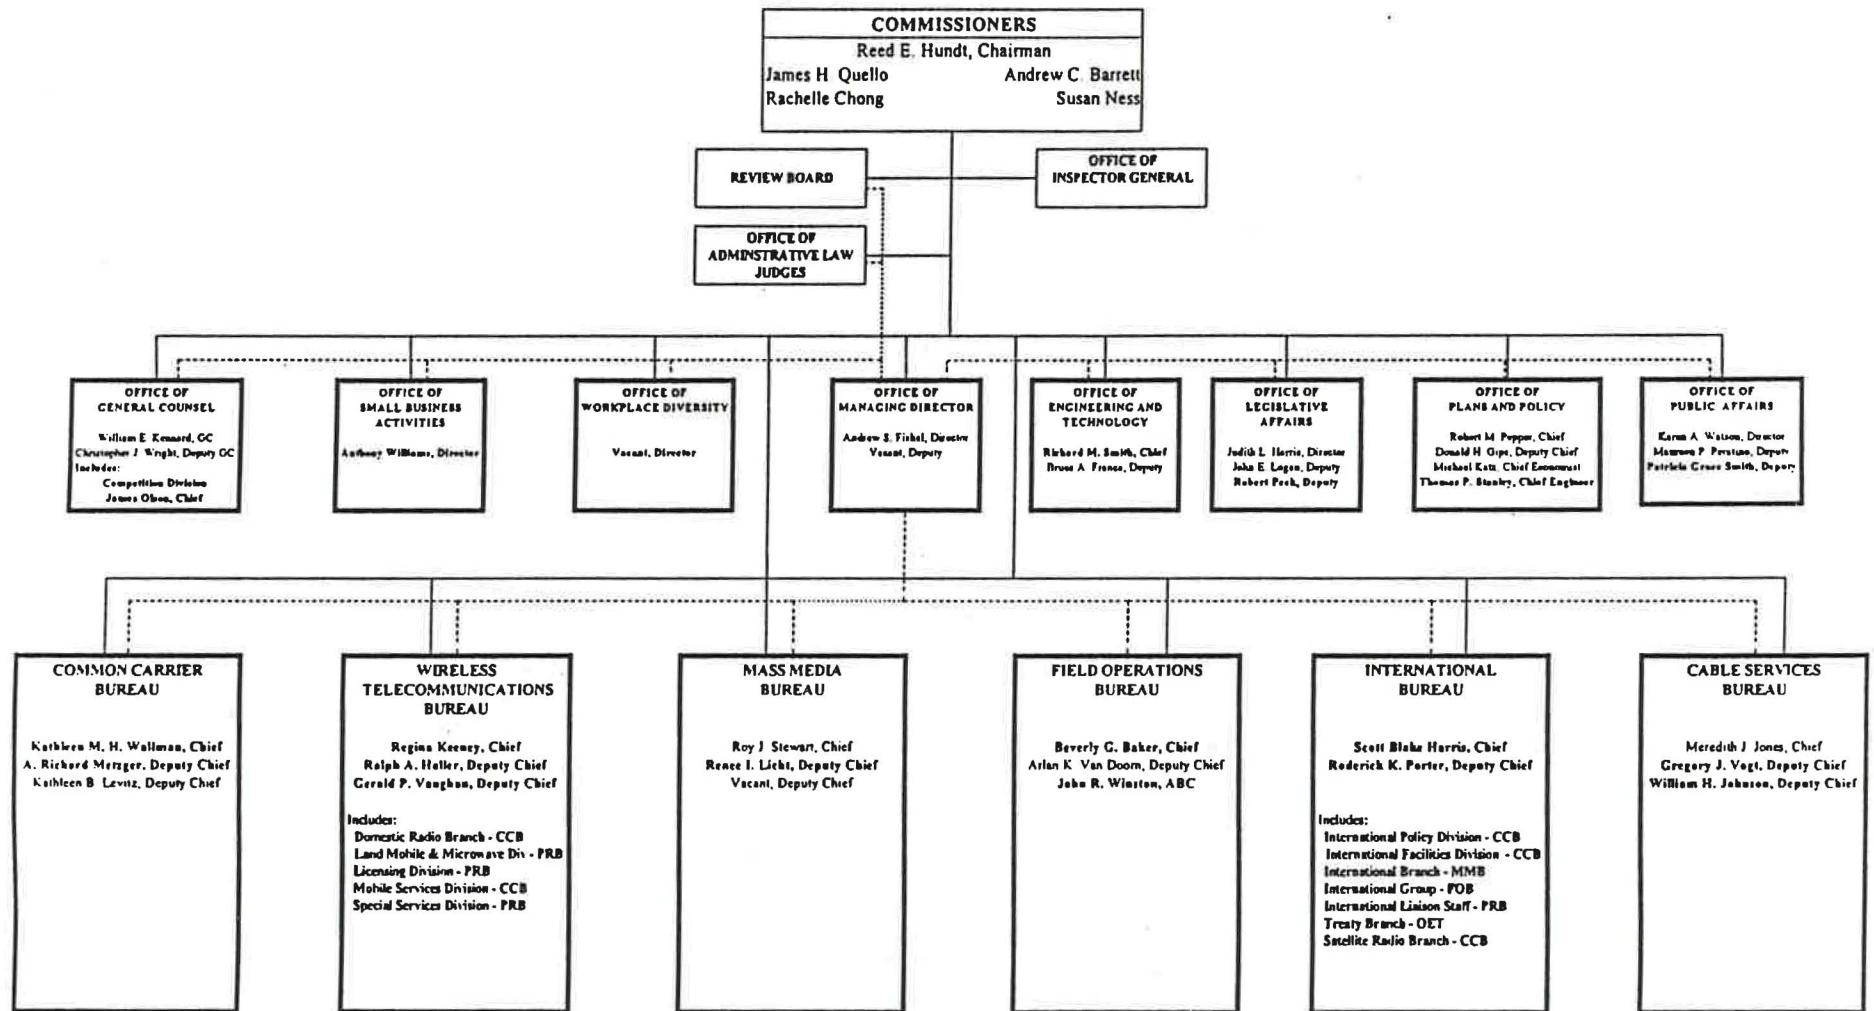 COMMISSIONERS
Reed E. Hundt, Chairman
James H Quello
Andrew C. Barrett
Rachelle Chong
Susan Ness
REVIEW BOARD
OFFICE OF
INSPECTOR GENERAL
OFFICE OF
ADMINSTRATIVE LAW
JUDGES
OFFICE OF
GENERAL COUNSEL
William E. Kennard, GC
Christopher J. Wright, Deputy GC
Includes:
Competition Division
James Olson, Chief
OFFICE OF
SMALL BUSINESS
ACTIVITIES
Anthony Williams, Director
OFFICE OF
WORKPLACE DIVERSITY
Vacant, Director
OFFICE OF
MANAGING DIRECTOR
Andrew S. Fishel, Director
Vacant, Deputy
OFFICE OF
ENGINEERING AND
TECHNOLOGY
Richard M. Smith, Chief
Bruce A. Franca, Deputy
OFFICE OF
LEGISLATIVE
AFFAIRS
Judith L. Harris, Director
John E. Logan, Deputy
Robert Peck, Deputy
OFFICE OF
PLANS AND POLICY
Robert M. Pepper, Chief
Donald H. Gips, Deputy Chief
Michael Katz, Chief Economist
Thomas P. Stanley, Chief Engineer
OFFICE OF
PUBLIC AFFAIRS
Karen A. Watson, Director
Maureen P. Peratino, Deputy
Patricia Grace Smith, Deputy
COMMON CARRIER
BUREAU
Kathleen M. H. Wallman, Chief
A. Richard Metzger, Deputy Chief
Kathleen B. Levitz, Deputy Chief
WIRELESS
TELECOMMUNICATIONS
BUREAU
Regina Keeney, Chief
Ralph A. Haller, Deputy Chief
Gerald P. Vaughan, Deputy Chief
Includes:
Domestic Radio Branch - CCB
Land Mobile & Microwave Div - PRB
Licensing Division - PRB
Mobile Services Division - CCB
Special Services Division - PRB
MASS MEDIA
BUREAU
Roy J. Stewart, Chief
Renee I. Licht, Deputy Chief
Vacant, Deputy Chief
FIELD OPERATIONS
BUREAU
Beverly G. Baker, Chief
Arlan K. Van Doorn, Deputy Chief
John R. Winston, ABC
INTERNATIONAL
BUREAU
Scott Blake Harris, Chief
Roderick K. Porter, Deputy Chief
Includes:
International Policy Division - CCB
International Facilities Division - CCB
International Branch - MMB
International Group - FOB
International Liaison Staff - PRB
Treaty Branch - OET
Satellite Radio Branch - CCB
CABLE SERVICES
BUREAU
Meredith J. Jones, Chief
Gregory J. Vogt, Deputy Chief
William H. Johnson, Deputy Chief